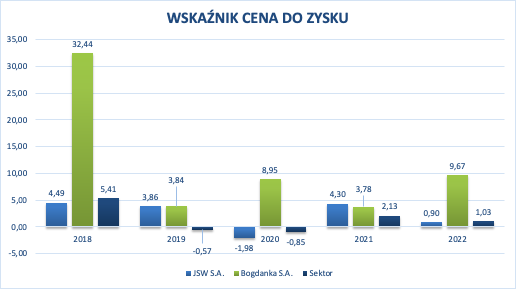 WSKAŹNIK CENA DO ZYSKU
35,00
30,00
25,00
20,00
15,00
10,00
5,00
0,00
-5,00
4,49 32,44 5,41
3,86 3,84 -0,57
-1,98 8,95 -0,85
4,30 3,78 2,13
0,90 9,67 1,03
2018 2019 2020 2021 2022
JSW S.A. Bogdanka S.A. Sektor